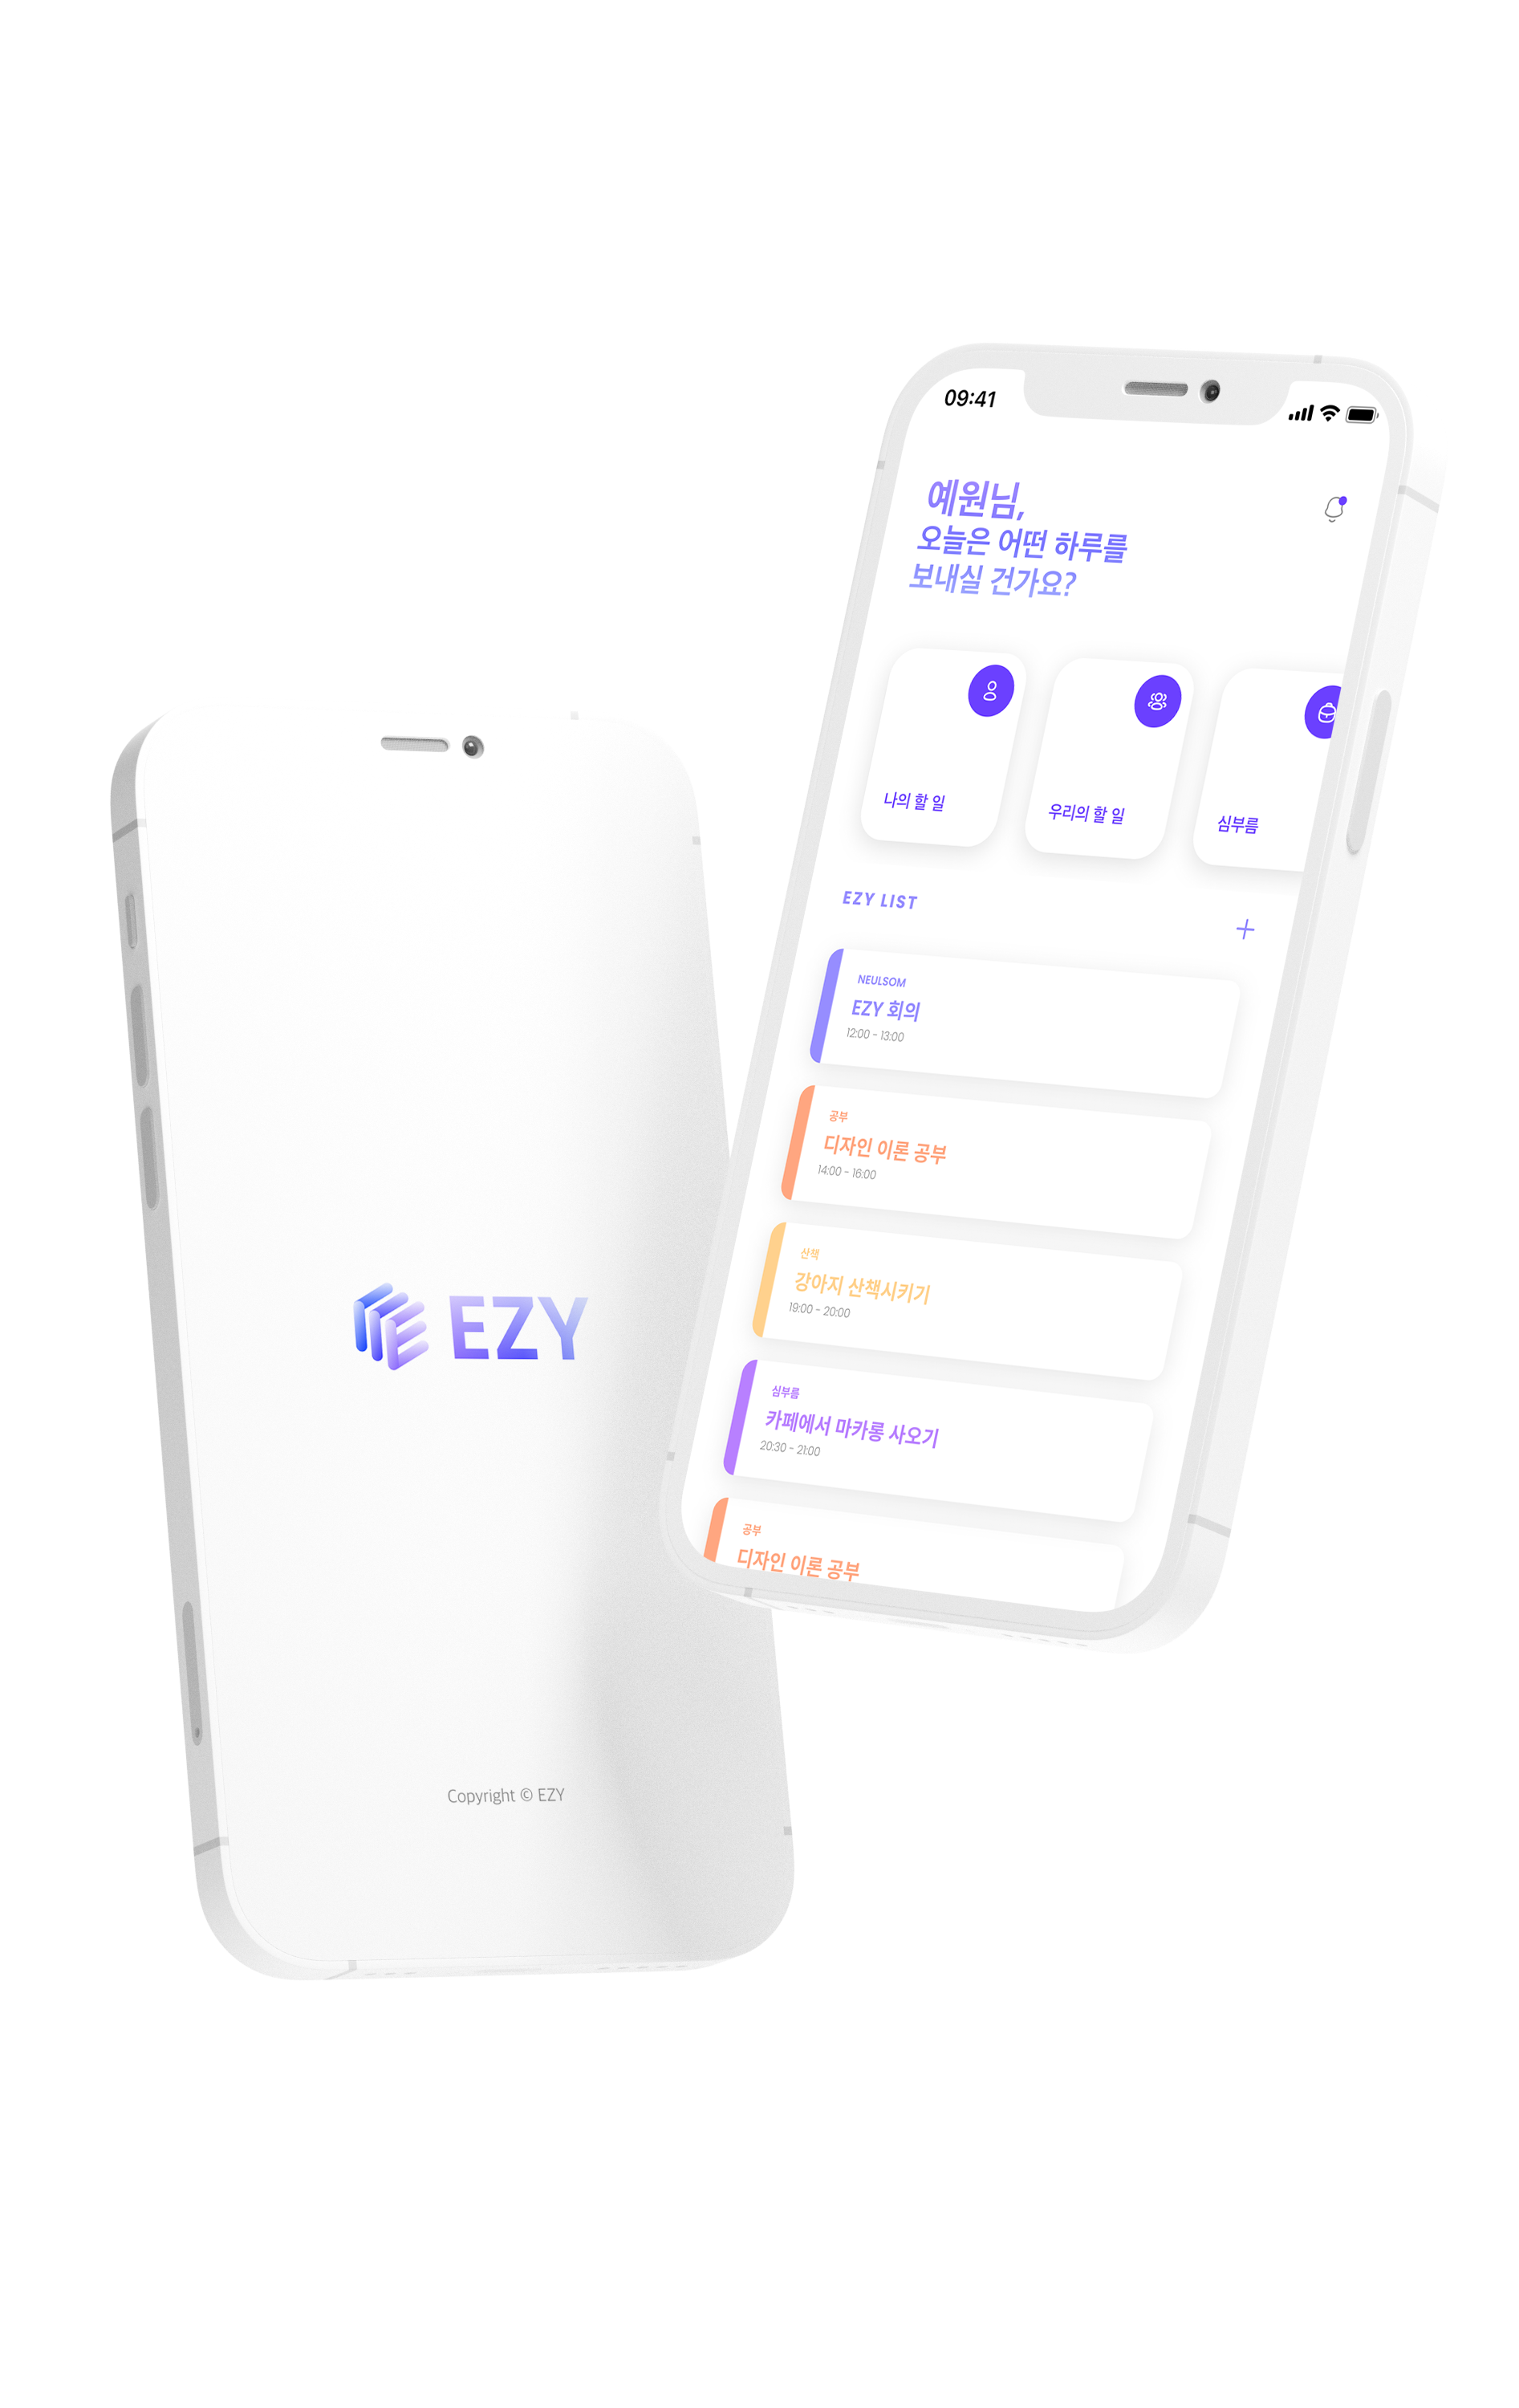 09:41
예원님,
오늘은 어떤 하루를
보내실 건가요?
나의 할 일
우리의 할 일
심부름
EZY LIST
NEULSOM
EZY 회의
12:00 - 13:00
공부
디자인 이론 공부
14:00 - 16:00
산책
강아지 산책시키기
19:00 - 20:00
심부름
카페에서 마카롱 사오기
20:30 - 21:00
공부
디자인 이론 공부
EZY
Copyright © EZY